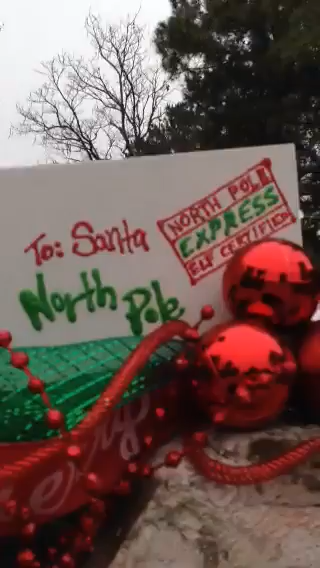 To: Santa
North Pole
NORTH POLE
EXPRESS
ELF CERTIFIED